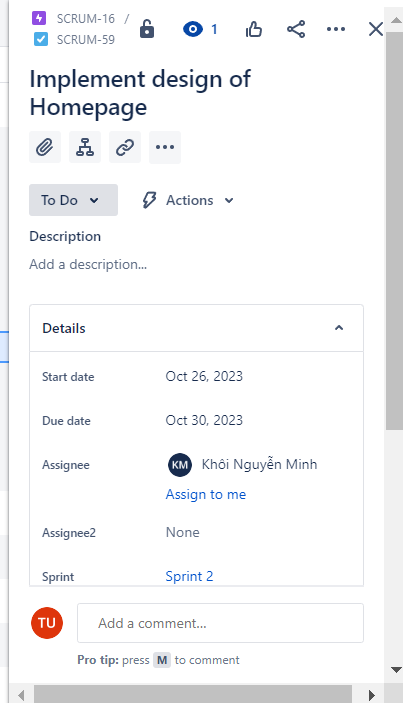 SCRUM-16 /
SCRUM-59
1
Implement design of
Homepage
To Do
Actions
Description
Add a description...
Details
Start date Oct 26, 2023
Due date Oct 30, 2023
Assignee KM Khôi Nguyễn Minh
Assign to me
Assignee2 None
Sprint Sprint 2
TU Add a comment...
Pro tip: press M to comment